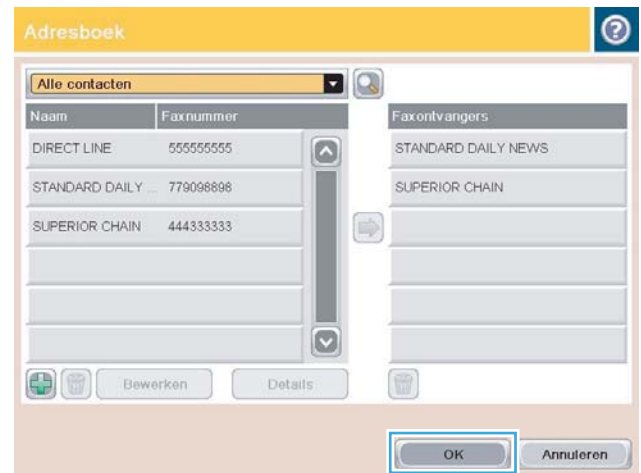 Adresboek
?
Alle contacten
Naam Faxnummer
DIRECT LINE 555555555
STANDARD DAILY ... 779098898
SUPERIOR CHAIN 444333333
Bewerken Details
Faxontvangers
STANDARD DAILY NEWS
SUPERIOR CHAIN
OK Annuleren